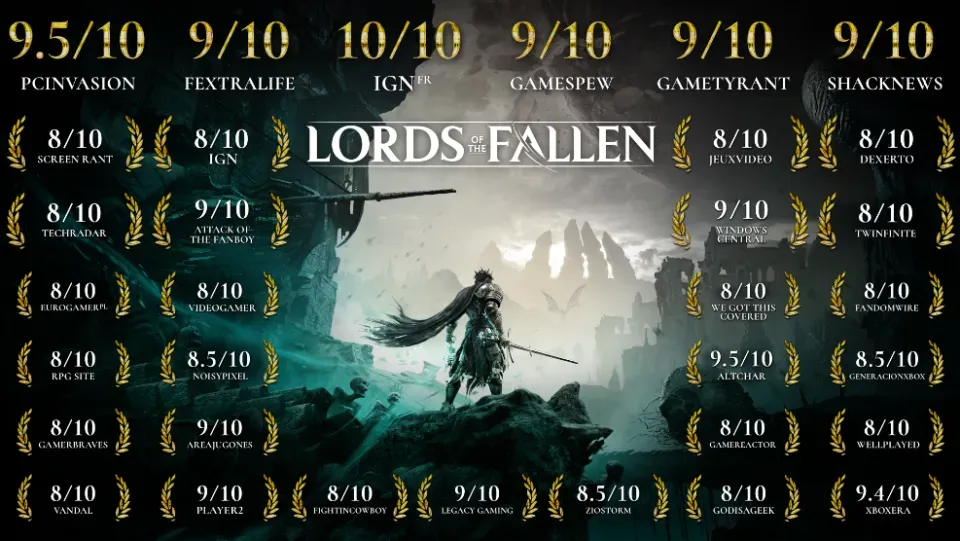 9.5/10 9/10 10/10 9/10 9/10 9/10
PCINVASION FEXTRALIFE IGN FR GAMESPEW GAMETYRANT SHACKNEWS
8/10 8/10 LORDS OF THE FALLEN 8/10 8/10
SCREEN RANT IGN JEUXVIDEO DEXERTO
8/10 9/10 9/10 8/10
TECHRADAR ATTACK OF THE FANBOY WINDOWS CENTRAL TWINFINITE
8/10 8/10 8/10 8/10
EUROGAMER PL VIDEOGAMER WE GOT THIS COVERED FANDOMWIRE
8/10 8.5/10 9.5/10 8.5/10
RPG SITE NOISYPIXEL ALTCHAR GENERACIONXBOX
8/10 9/10 8/10 8/10
GAMERBRAVES AREAJUGONES GAMEREACTOR WELLPLAYED
8/10 9/10 8/10 9/10 8.5/10 8/10 9.4/10
VANDAL PLAYER2 FIGHTINCOWBOY LEGACY GAMING ZIOSTORM GODISAGEEK XBOXERA